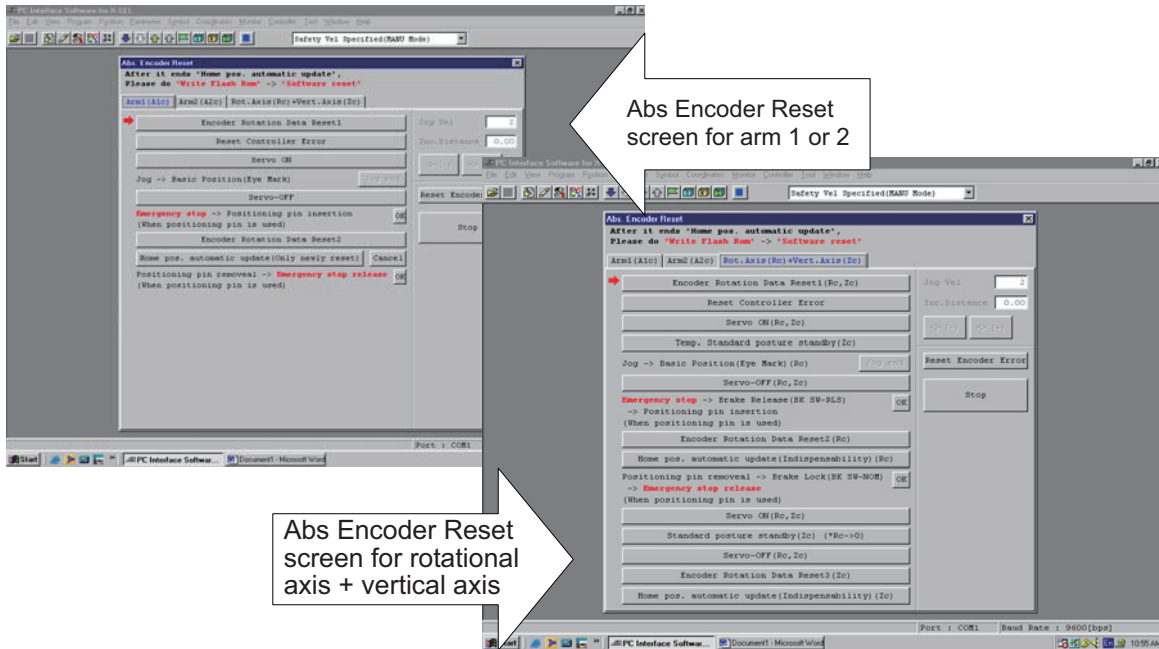 PC Interface Software for X-SEL
File Edit View Program Position Parameter Symbol Coordinates Monitor Controller Tool Window Help
Safety Vel Specified(MANU Mode)
Abs. Encoder Reset
After it ends "Home pos. automatic update",
Please do "Write Flash Rom" -> "Software reset"
Arm1(A1c) Arm2(A2c) Rot.Axis(Rc)+Vert.Axis(Zc)
Encoder Rotation Data Reset1
Reset Controller Error
Servo ON
Jog -> Basic Position(Eye Mark) Jog end
Servo-OFF
Emergency stop -> Positioning pin insertion
(When positioning pin is used)
OK
Encoder Rotation Data Reset2
Home pos. automatic update(Only newly reset) Cancel
Positioning pin removeal -> Emergency stop release
(When positioning pin is used)
OK
Jog Vel 2
Inc.Distance 0.00
Reset Encoder
Stop
Port : COM1
Start PC Interface Softwar... Document1 - Microsoft Word
Abs Encoder Reset
screen for arm 1 or 2
PC Interface Software for X-
File Edit View Program Symbol Coordinates Monitor Controller Tool Window Help
Safety Vel Specified(MANU Mode)
Abs. Encoder Reset
After it ends "Home pos. automatic update",
Please do "Write Flash Rom" -> "Software reset"
Arm1(A1c) Arm2(A2c) Rot.Axis(Rc)+Vert.Axis(Zc)
Encoder Rotation Data Reset1(Rc,Zc)
Reset Controller Error
Servo ON(Rc,Zc)
Temp. Standard posture standby(Zc)
Jog -> Basic Position(Eye Mark)(Rc) Jog end
Servo-OFF(Rc,Zc)
Emergency stop -> Brake Release(BK SW-RLS)
-> Positioning pin insertion
(When positioning pin is used)
OK
Encoder Rotation Data Reset2(Rc)
Home pos. automatic update(Indispensability)(Rc)
Positioning pin removeal -> Brake Lock(BK SW-NOM)
-> Emergency stop release
(When positioning pin is used)
OK
Servo ON(Rc,Zc)
Standard posture standby(Zc) (*Rc->0)
Servo-OFF(Rc,Zc)
Encoder Rotation Data Reset3(Zc)
Home pos. automatic update(Indispensability)(Zc)
Jog Vel 2
Inc.Distance 0.00
<-(-) ->(+)
Reset Encoder Error
Stop
Port : COM1 Baud Rate : 9600[bps]
PC Interface Softwar... Document1 - Microsoft Word 10:55 AM
Abs Encoder Reset
screen for rotational
axis + vertical axis